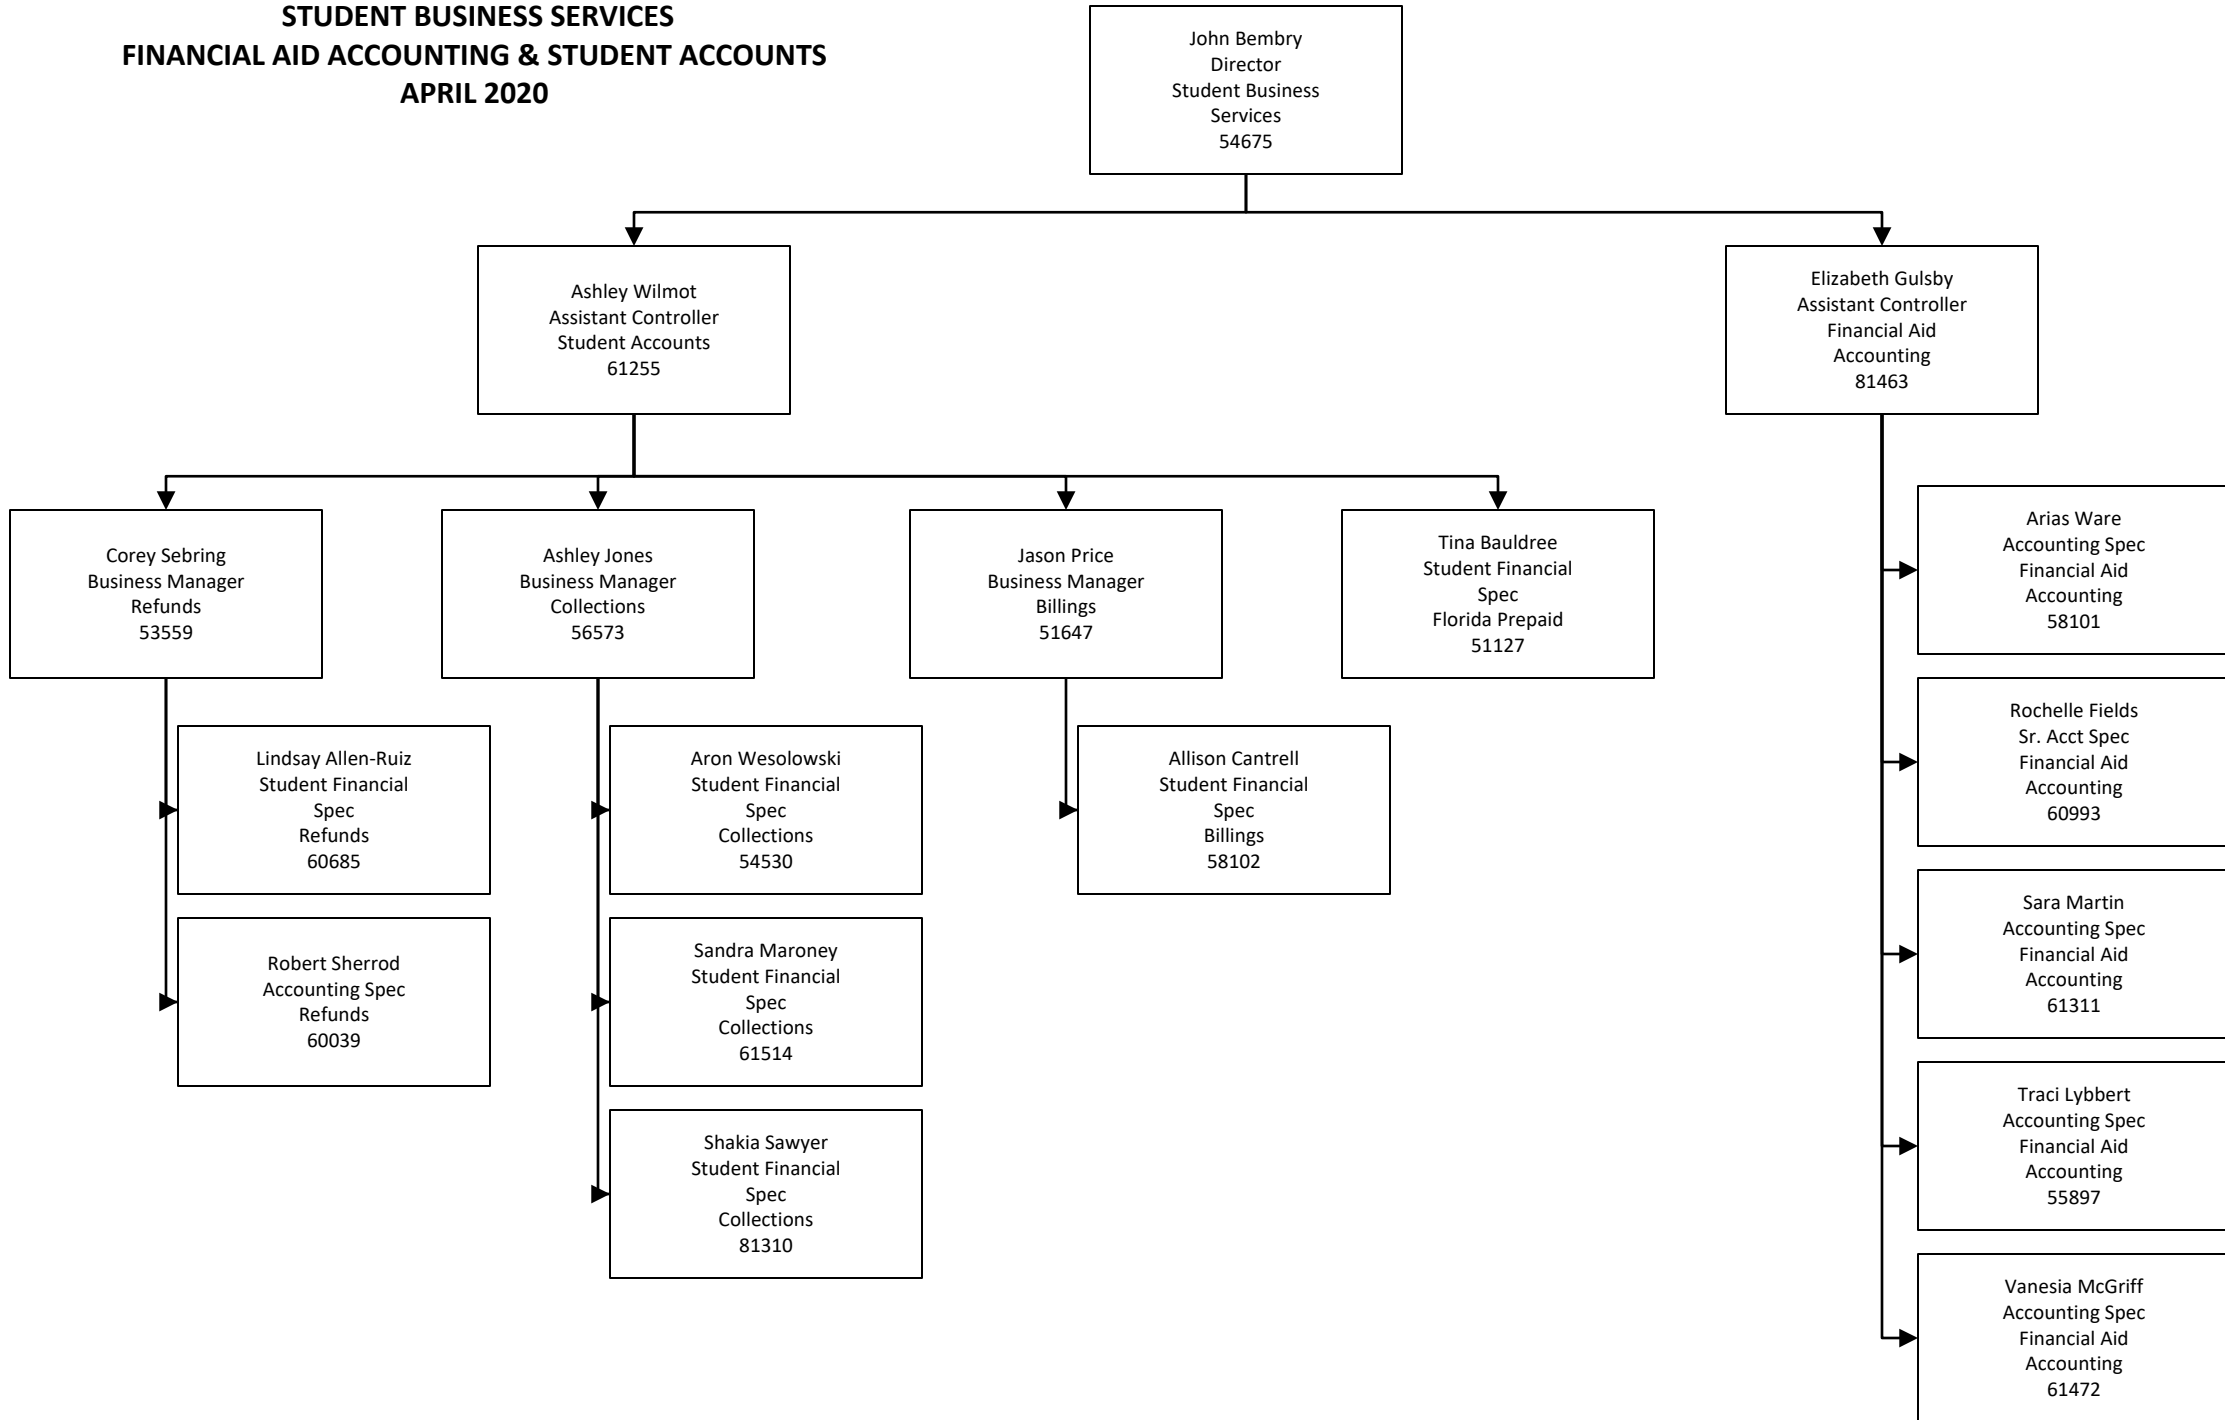 STUDENT BUSINESS SERVICES
FINANCIAL AID ACCOUNTING & STUDENT ACCOUNTS
APRIL 2020
John Bembry
Director
Student Business
Services
54675
Ashley Wilmot
Assistant Controller
Student Accounts
61255
Elizabeth Gulsby
Assistant Controller
Financial Aid
Accounting
81463
Corey Sebring
Business Manager
Refunds
53559
Ashley Jones
Business Manager
Collections
56573
Jason Price
Business Manager
Billings
51647
Tina Bauldree
Student Financial
Spec
Florida Prepaid
51127
Arias Ware
Accounting Spec
Financial Aid
Accounting
58101
Lindsay Allen-Ruiz
Student Financial
Spec
Refunds
60685
Aron Wesolowski
Student Financial
Spec
Collections
54530
Allison Cantrell
Student Financial
Spec
Billings
58102
Rochelle Fields
Sr. Acct Spec
Financial Aid
Accounting
60993
Robert Sherrod
Accounting Spec
Refunds
60039
Sandra Maroney
Student Financial
Spec
Collections
61514
Sara Martin
Accounting Spec
Financial Aid
Accounting
61311
Shakia Sawyer
Student Financial
Spec
Collections
81310
Traci Lybbert
Accounting Spec
Financial Aid
Accounting
55897
Vanesia McGriff
Accounting Spec
Financial Aid
Accounting
61472